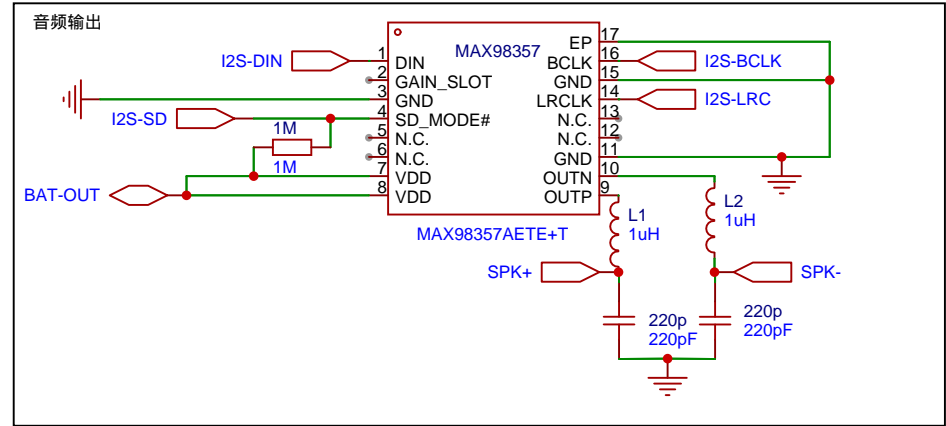 音频输出
MAX98357
I2S-DIN
1
DIN
2
GAIN_SLOT
3
GND
I2S-SD
4
SD_MODE#
1M
1M
5
N.C.
6
N.C.
7
VDD
BAT-OUT
8
VDD
17
EP
16
BCLK
I2S-BCLK
15
GND
14
LRCLK
I2S-LRC
13
N.C.
12
N.C.
11
GND
10
OUTN
9
OUTP
MAX98357AETE+T
L1
1uH
L2
1uH
SPK+
SPK-
220p
220pF
220p
220pF